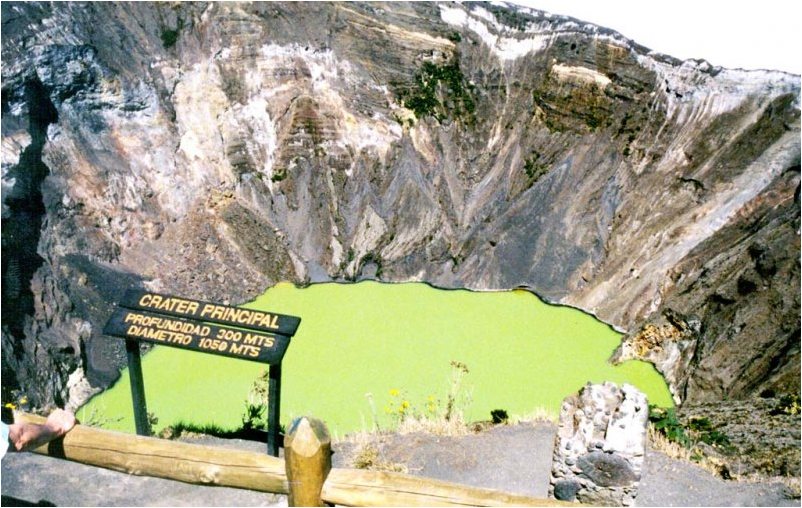 CRATER PRINCIPAL
PROFUNDIDAD 300 MTS
DIAMETRO 1050 MTS